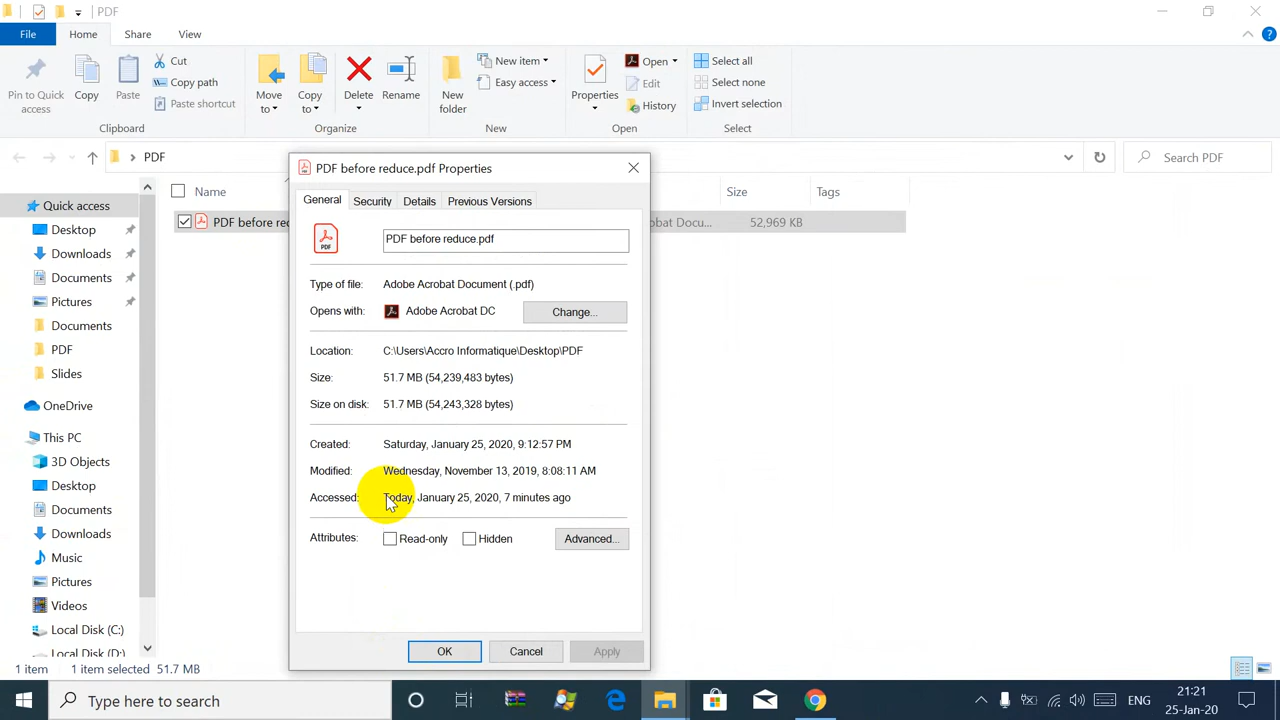 PDF
File Home Share View
Pin to Quick access
Copy
Paste
Cut
Copy path
Paste shortcut
Clipboard
Move to
Copy to
Delete
Rename
Organize
New folder
New item
Easy access
New
Properties
Open
Edit
History
Open
Select all
Select none
Invert selection
Select
PDF
Search PDF
Quick access
Desktop
Downloads
Documents
Pictures
Documents
PDF
Slides
OneDrive
This PC
3D Objects
Desktop
Documents
Downloads
Music
Pictures
Videos
Local Disk (C:)
Local Disk (D:)
Name Size Tags
PDF before re
obat Docu... 52,969 KB
PDF before reduce.pdf Properties
General Security Details Previous Versions
PDF
PDF before reduce.pdf
Type of file: Adobe Acrobat Document (.pdf)
Opens with: Adobe Acrobat DC Change...
Location: C:\Users\Accro Informatique\Desktop\PDF
Size: 51.7 MB (54,239,483 bytes)
Size on disk: 51.7 MB (54,243,328 bytes)
Created: Saturday, January 25, 2020, 9:12:57 PM
Modified: Wednesday, November 13, 2019, 8:08:11 AM
Accessed: Today, January 25, 2020, 7 minutes ago
Attributes: Read-only Hidden Advanced...
OK Cancel Apply
1 item 1 item selected 51.7 MB
Type here to search
ENG
21:21
25-Jan-20